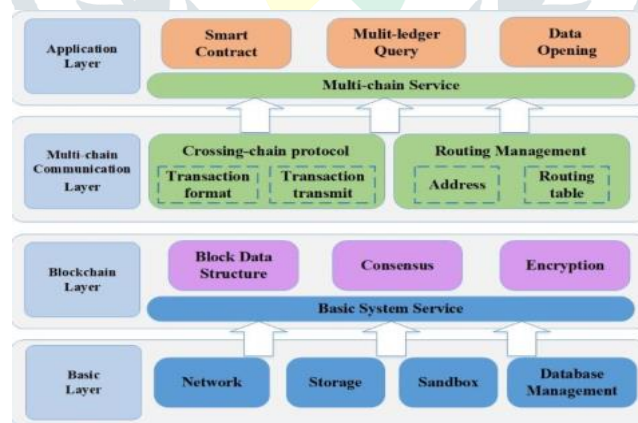 Application
Layer
Smart
Contract
Mulit-ledger
Query
Data
Opening
Multi-chain Service
Multi-chain
Communication
Layer
Crossing-chain protocol
Transaction
format
Transaction
transmit
Routing Management
Address
Routing
table
Blockchain
Layer
Block Data
Structure
Consensus
Encryption
Basic System Service
Basic
Layer
Network
Storage
Sandbox
Database
Management